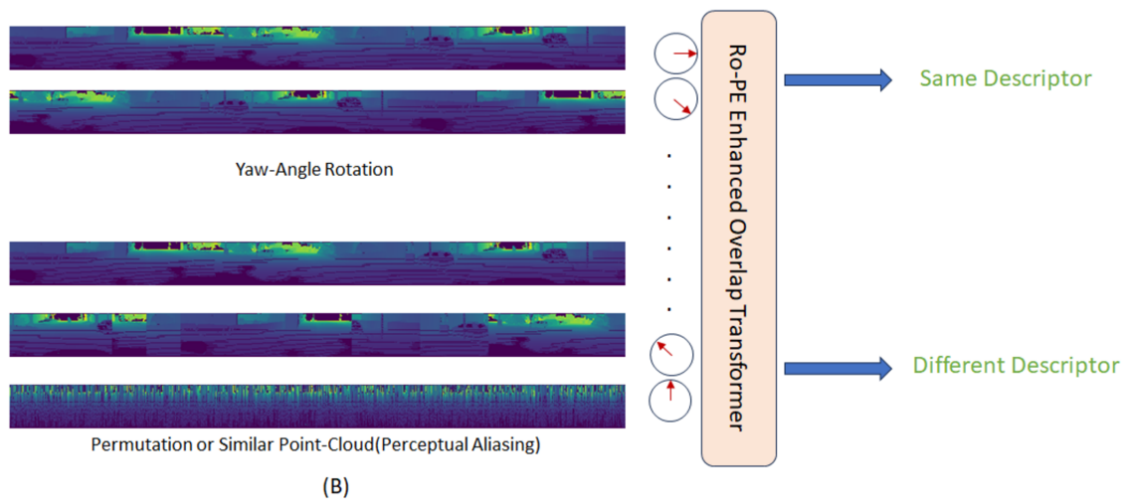 Yaw-Angle Rotation
Ro-PE Enhanced Overlap Transformer
Same Descriptor
Different Descriptor
Permutation or Similar Point-Cloud(Perceptual Aliasing)
(B)